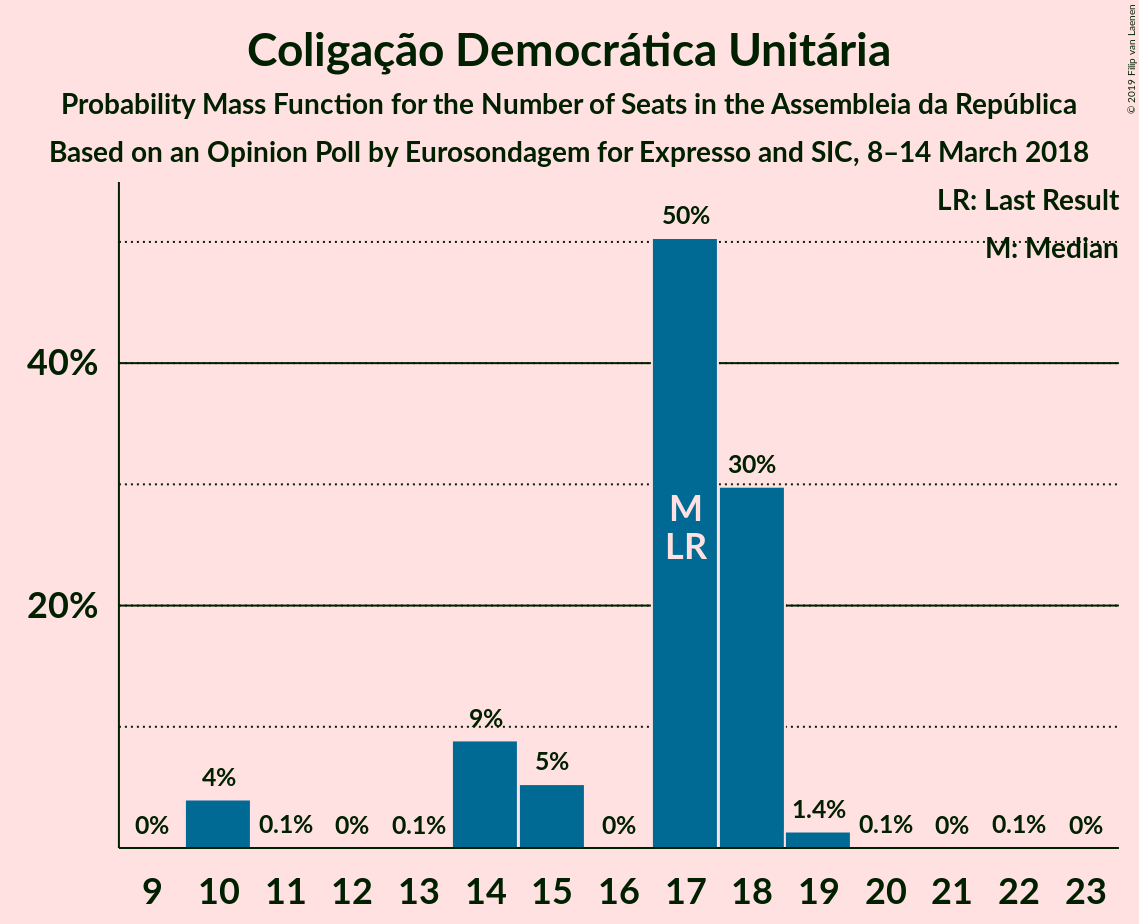 Coligação Democrática Unitária
Probability Mass Function for the Number of Seats in the Assembleia da República
Based on an Opinion Poll by Eurosondagem for Expresso and SIC, 8–14 March 2018
© 2019 Filip van Laenen
LR: Last Result
M: Median
40%
20%
0%
4%
0.1%
0%
0.1%
9%
5%
0%
50%
30%
1.4%
0.1%
0%
0.1%
0%
M
LR
9 10 11 12 13 14 15 16 17 18 19 20 21 22 23